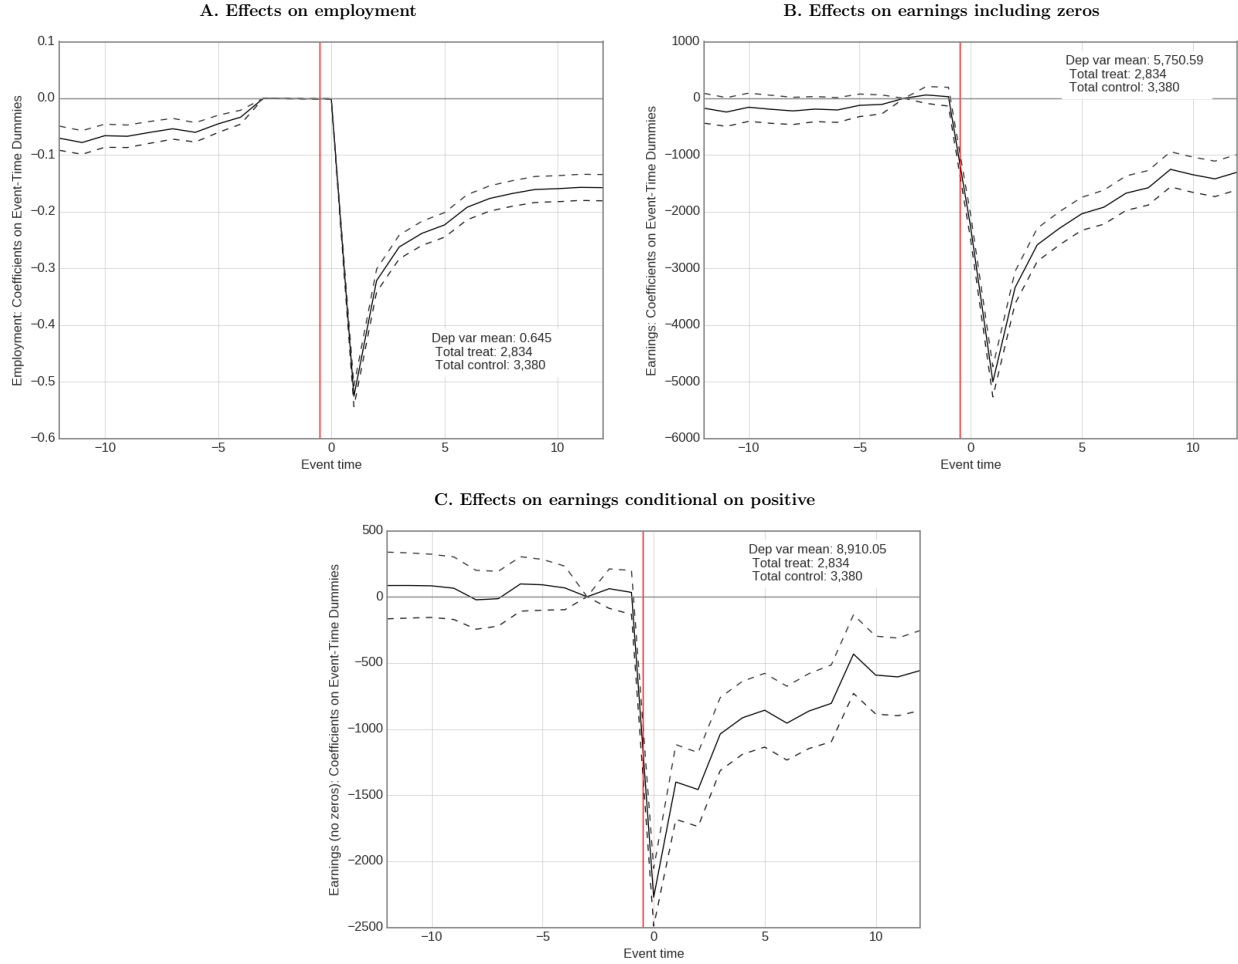 A. Effects on employment
0.1
0.0
−0.1
−0.2
−0.3
−0.4
−0.5
−0.6
Employment: Coefficients on Event-Time Dummies
Dep var mean: 0.645
Total treat: 2,834
Total control: 3,380
−10
−5
0
5
10
Event time
B. Effects on earnings including zeros
1000
0
−1000
−2000
−3000
−4000
−5000
−6000
Earnings: Coefficients on Event-Time Dummies
Dep var mean: 5,750.59
Total treat: 2,834
Total control: 3,380
−10
−5
0
5
10
Event time
C. Effects on earnings conditional on positive
500
0
−500
−1000
−1500
−2000
−2500
Earnings (no zeros): Coefficients on Event-Time Dummies
Dep var mean: 8,910.05
Total treat: 2,834
Total control: 3,380
−10
−5
0
5
10
Event time